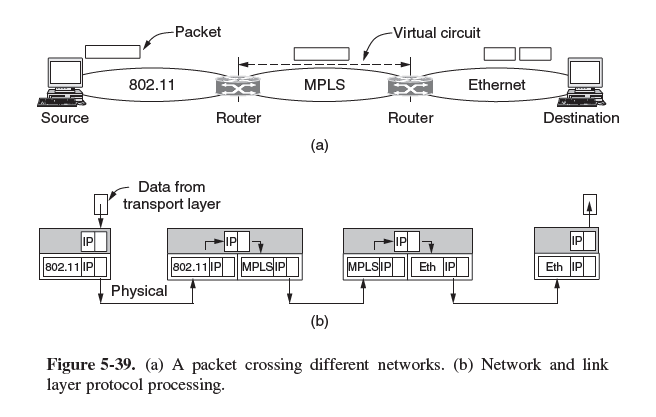 Packet
Virtual circuit
802.11
MPLS
Ethernet
Source
Router
Router
Destination
(a)
Data from
transport layer
IP
IP
IP
IP
802.11 IP
802.11 IP
MPLS IP
MPLS IP
Eth IP
Eth IP
Physical
(b)
Figure 5-39. (a) A packet crossing different networks. (b) Network and link
layer protocol processing.